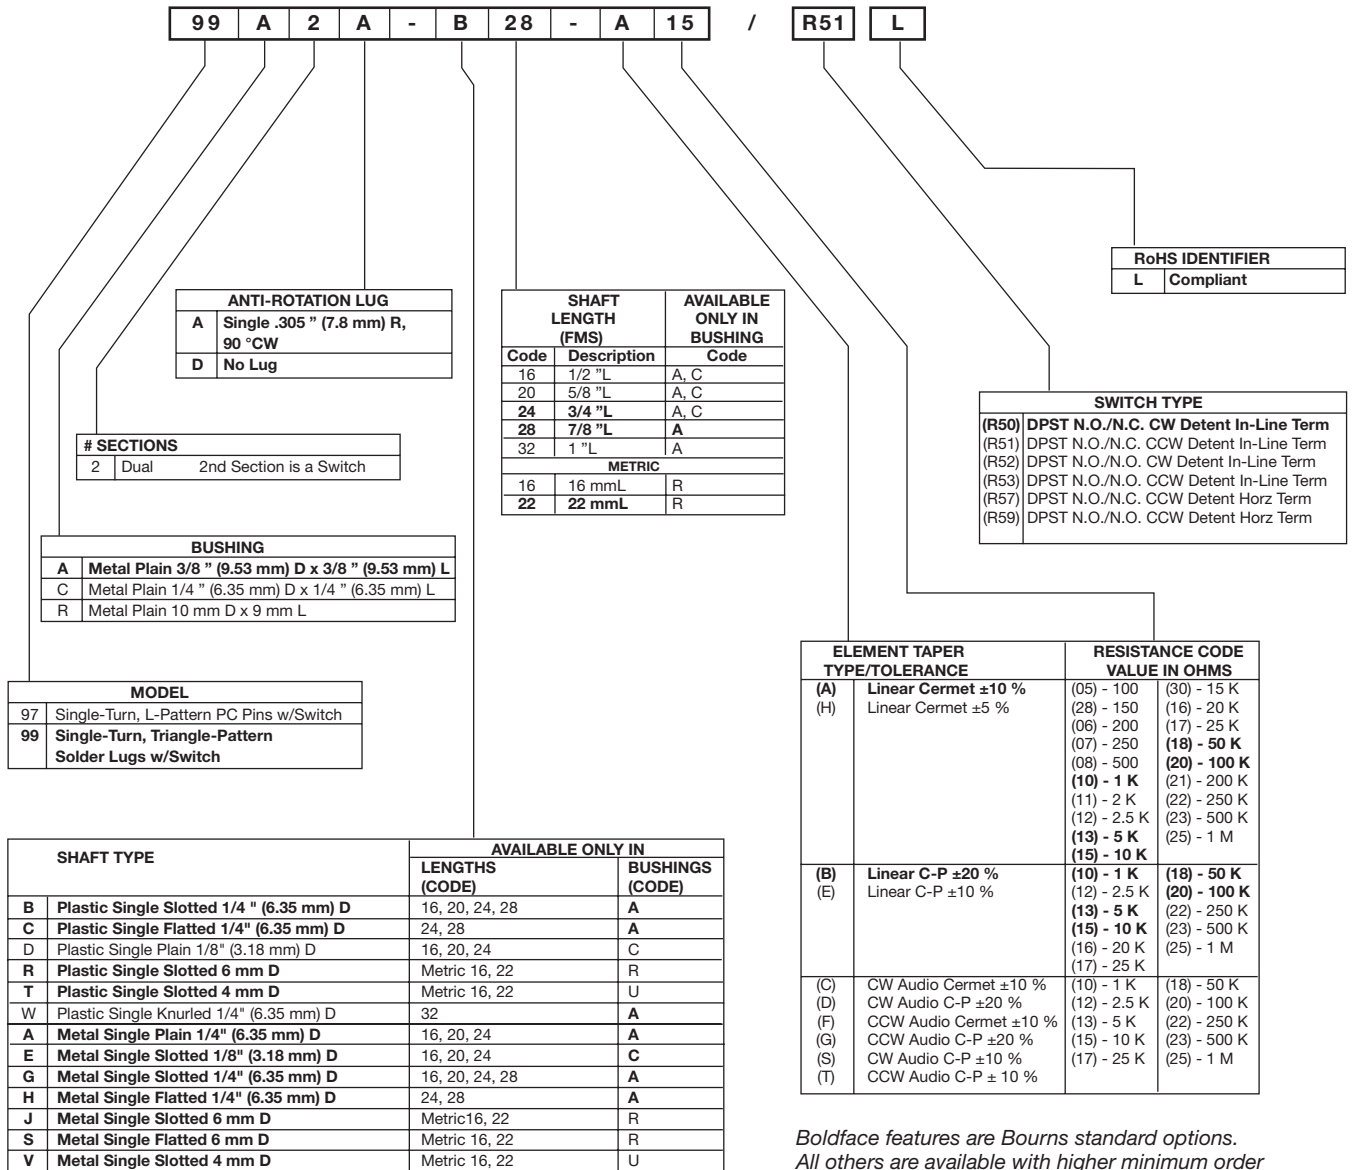 99 A 2 A - B 28 - A 15 / R51 L
RoHS IDENTIFIER
L Compliant
ANTI-ROTATION LUG
A Single .305 ” (7.8 mm) R,
90 °CW
D No Lug
SHAFT LENGTH (FMS) AVAILABLE ONLY IN BUSHING
Code Description Code
16 1/2 ”L A, C
20 5/8 ”L A, C
24 3/4 ”L A, C
28 7/8 ”L A
32 1 ”L A
METRIC
16 16 mmL R
22 22 mmL R
SWITCH TYPE
(R50) DPST N.O./N.C. CW Detent In-Line Term
(R51) DPST N.O./N.C. CCW Detent In-Line Term
(R52) DPST N.O./N.O. CW Detent In-Line Term
(R53) DPST N.O./N.O. CCW Detent In-Line Term
(R57) DPST N.O./N.C. CCW Detent Horz Term
(R59) DPST N.O./N.O. CCW Detent Horz Term
# SECTIONS
2 Dual 2nd Section is a Switch
BUSHING
A Metal Plain 3/8 ” (9.53 mm) D x 3/8 ” (9.53 mm) L
C Metal Plain 1/4 ” (6.35 mm) D x 1/4 ” (6.35 mm) L
R Metal Plain 10 mm D x 9 mm L
MODEL
97 Single-Turn, L-Pattern PC Pins w/Switch
99 Single-Turn, Triangle-Pattern
Solder Lugs w/Switch
ELEMENT TAPER RESISTANCE CODE
TYPE/TOLERANCE VALUE IN OHMS
(A) Linear Cermet ±10 % (05) - 100 (30) - 15 K
(H) Linear Cermet ±5 % (28) - 150 (16) - 20 K
(06) - 200 (17) - 25 K
(07) - 250 (18) - 50 K
(08) - 500 (20) - 100 K
(10) - 1 K (21) - 200 K
(11) - 2 K (22) - 250 K
(12) - 2.5 K (23) - 500 K
(13) - 5 K (25) - 1 M
(15) - 10 K
(B) Linear C-P ±20 % (10) - 1 K (18) - 50 K
(E) Linear C-P ±10 % (12) - 2.5 K (20) - 100 K
(13) - 5 K (22) - 250 K
(15) - 10 K (23) - 500 K
(16) - 20 K (25) - 1 M
(17) - 25 K
(C) CW Audio Cermet ±10 % (10) - 1 K (18) - 50 K
(D) CW Audio C-P ±20 % (12) - 2.5 K (20) - 100 K
(F) CCW Audio Cermet ±10 % (13) - 5 K (22) - 250 K
(G) CCW Audio C-P ±20 % (15) - 10 K (23) - 500 K
(S) CW Audio C-P ±10 % (17) - 25 K (25) - 1 M
(T) CCW Audio C-P ± 10 %
SHAFT TYPE AVAILABLE ONLY IN
LENGTHS BUSHINGS
(CODE) (CODE)
B Plastic Single Slotted 1/4 " (6.35 mm) D 16, 20, 24, 28 A
C Plastic Single Flatted 1/4" (6.35 mm) D 24, 28 A
D Plastic Single Plain 1/8" (3.18 mm) D 16, 20, 24 C
R Plastic Single Slotted 6 mm D Metric 16, 22 R
T Plastic Single Slotted 4 mm D Metric 16, 22 U
W Plastic Single Knurled 1/4" (6.35 mm) D 32 A
A Metal Single Plain 1/4" (6.35 mm) D 16, 20, 24 A
E Metal Single Slotted 1/8" (3.18 mm) D 16, 20, 24 C
G Metal Single Slotted 1/4" (6.35 mm) D 16, 20, 24, 28 A
H Metal Single Flatted 1/4" (6.35 mm) D 24, 28 A
J Metal Single Slotted 6 mm D Metric16, 22 R
S Metal Single Flatted 6 mm D Metric 16, 22 R
V Metal Single Slotted 4 mm D Metric 16, 22 U
Boldface features are Bourns standard options.
All others are available with higher minimum order